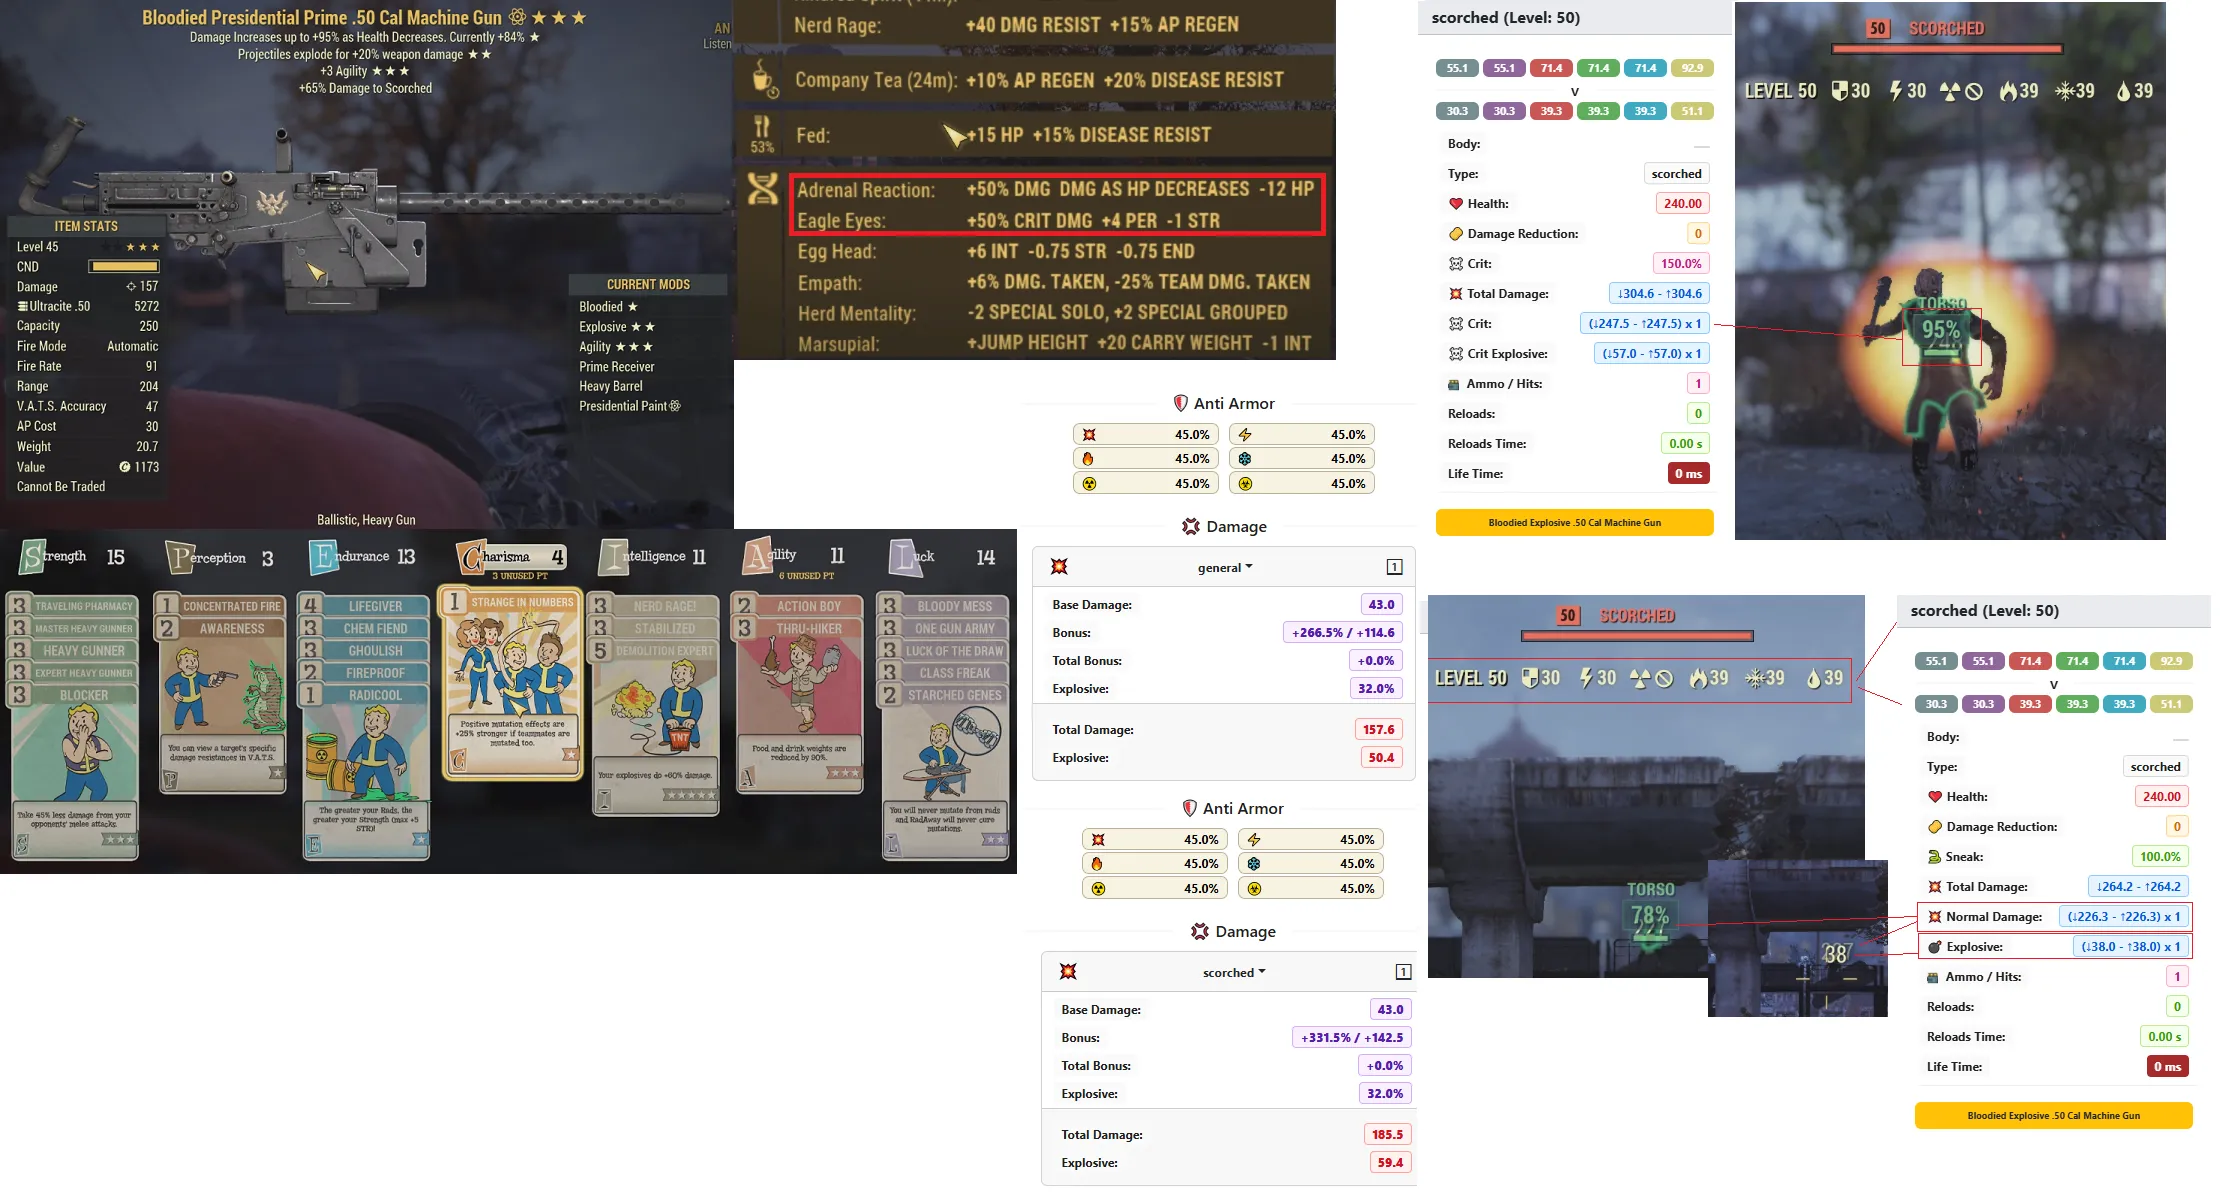 Bloodied Presidential Prime .50 Cal Machine Gun
Damage Increases up to +95% as Health Decreases. Currently +84%
Projectiles explode for +20% weapon damage
+3 Agility
+65% Damage to Scorched
AN
Listen
ITEM STATS
Level 45
CND
Damage 157
Ultracite .50 5272
Capacity 250
Fire Mode Automatic
Fire Rate 91
Range 204
V.A.T.S. Accuracy 47
AP Cost 30
Weight 20.7
Value 1173
Cannot Be Traded
CURRENT MODS
Bloodied
Explosive
Agility
Prime Receiver
Heavy Barrel
Presidential Paint
Ballistic, Heavy Gun
Nerd Rage: +40 DMG RESIST +15% AP REGEN
Company Tea (24m): +10% AP REGEN +20% DISEASE RESIST
53%
Fed: +15 HP +15% DISEASE RESIST
Adrenal Reaction: +50% DMG DMG AS HP DECREASES -12 HP
Eagle Eyes: +50% CRIT DMG +4 PER -1 STR
Egg Head: +6 INT -0.75 STR -0.75 END
Empath: +6% DMG. TAKEN, -25% TEAM DMG. TAKEN
Herd Mentality: -2 SPECIAL SOLO, +2 SPECIAL GROUPED
Marsupial: +JUMP HEIGHT +20 CARRY WEIGHT -1 INT
Strength 15
3 TRAVELING PHARMACY
3 MASTER HEAVY GUNNER
3 HEAVY GUNNER
3 EXPERT HEAVY GUNNER
3 BLOCKER
Take 45% less damage from your opponents' melee attacks.
S
Perception 3
1 CONCENTRATED FIRE
2 AWARENESS
You can view a target's specific damage resistances in V.A.T.S.
P
Endurance 13
4 LIFEGIVER
3 CHEM FIEND
3 GHOULISH
2 FIREPROOF
1 RADICOOL
The greater your Rads, the greater your Strength (max +5 STR)!
E
Charisma 4
3 UNUSED PT
1 STRANGE IN NUMBERS
Positive mutation effects are +25% stronger if teammates are mutated too.
C
Intelligence 11
3 NERD RAGE!
3 STABILIZED
5 DEMOLITION EXPERT
TNT
Your explosives do +60% damage.
I
Agility 11
6 UNUSED PT
2 ACTION BOY
3 THRU-HIKER
Food and drink weights are reduced by 90%.
A
Luck 14
3 BLOODY MESS
3 ONE GUN ARMY
3 LUCK OF THE DRAW
3 CLASS FREAK
2 STARCHED GENES
You will never mutate from rads and RadAway will never cure mutations.
L
Anti Armor
45.0% 45.0%
45.0% 45.0%
45.0% 45.0%
Damage
general 1
Base Damage: 43.0
Bonus: +266.5% / +114.6
Total Bonus: +0.0%
Explosive: 32.0%
Total Damage: 157.6
Explosive: 50.4
Anti Armor
45.0% 45.0%
45.0% 45.0%
45.0% 45.0%
Damage
scorched 1
Base Damage: 43.0
Bonus: +331.5% / +142.5
Total Bonus: +0.0%
Explosive: 32.0%
Total Damage: 185.5
Explosive: 59.4
scorched (Level: 50)
55.1 55.1 71.4 71.4 71.4 92.9
v
30.3 30.3 39.3 39.3 39.3 51.1
Body: __
Type: scorched
Health: 240.00
Damage Reduction: 0
Crit: 150.0%
Total Damage: ↓304.6 - ↑304.6
Crit: (↓247.5 - ↑247.5) x 1
Crit Explosive: (↓57.0 - ↑57.0) x 1
Ammo / Hits: 1
Reloads: 0
Reloads Time: 0.00 s
Life Time: 0 ms
Bloodied Explosive .50 Cal Machine Gun
50 SCORCHED
LEVEL 50 30 30 39 39 39
TORSO
95%
50 SCORCHED
LEVEL 50 30 30 39 39 39
TORSO
78%
38
scorched (Level: 50)
55.1 55.1 71.4 71.4 71.4 92.9
v
30.3 30.3 39.3 39.3 39.3 51.1
Body: __
Type: scorched
Health: 240.00
Damage Reduction: 0
Sneak: 100.0%
Total Damage: ↓264.2 - ↑264.2
Normal Damage: (↓226.3 - ↑226.3) x 1
Explosive: (↓38.0 - ↑38.0) x 1
Ammo / Hits: 1
Reloads: 0
Reloads Time: 0.00 s
Life Time: 0 ms
Bloodied Explosive .50 Cal Machine Gun